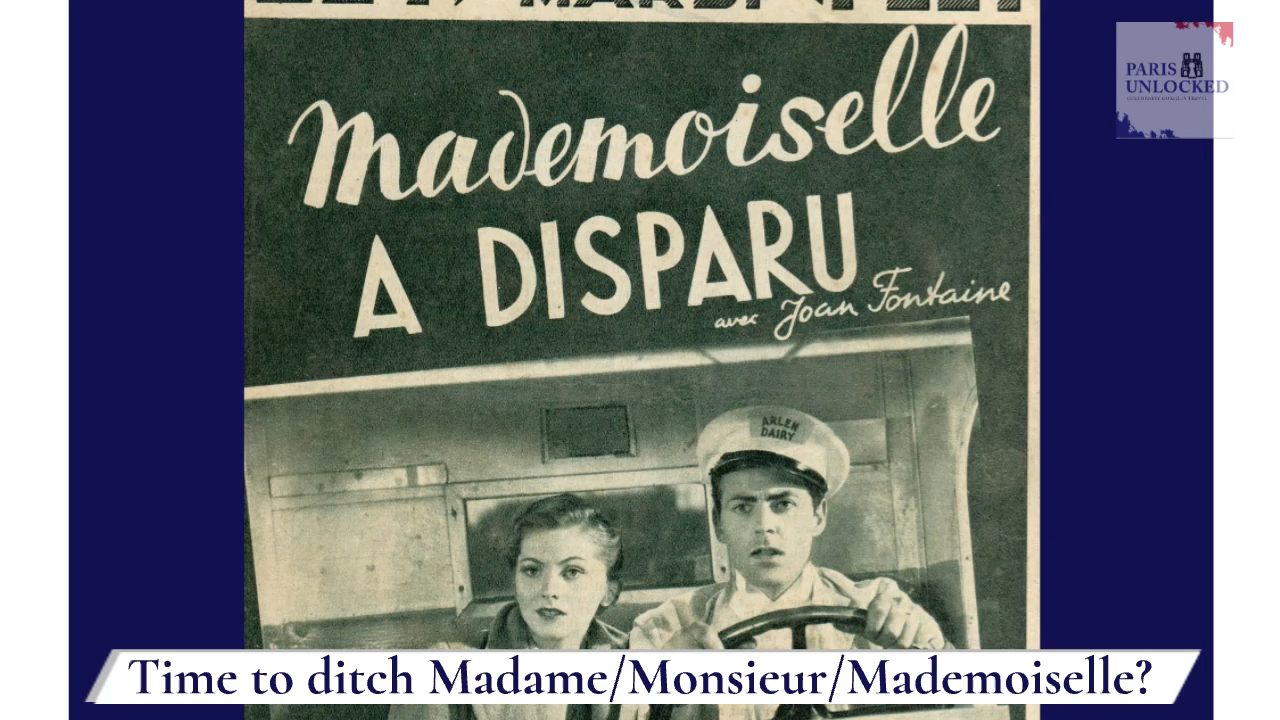 PARIS
UNLOCKED
Mademoiselle
A DISPARU
avec Joan Fontaine
ARLEN
DAIRY
Time to ditch Madame/Monsieur/Mademoiselle?